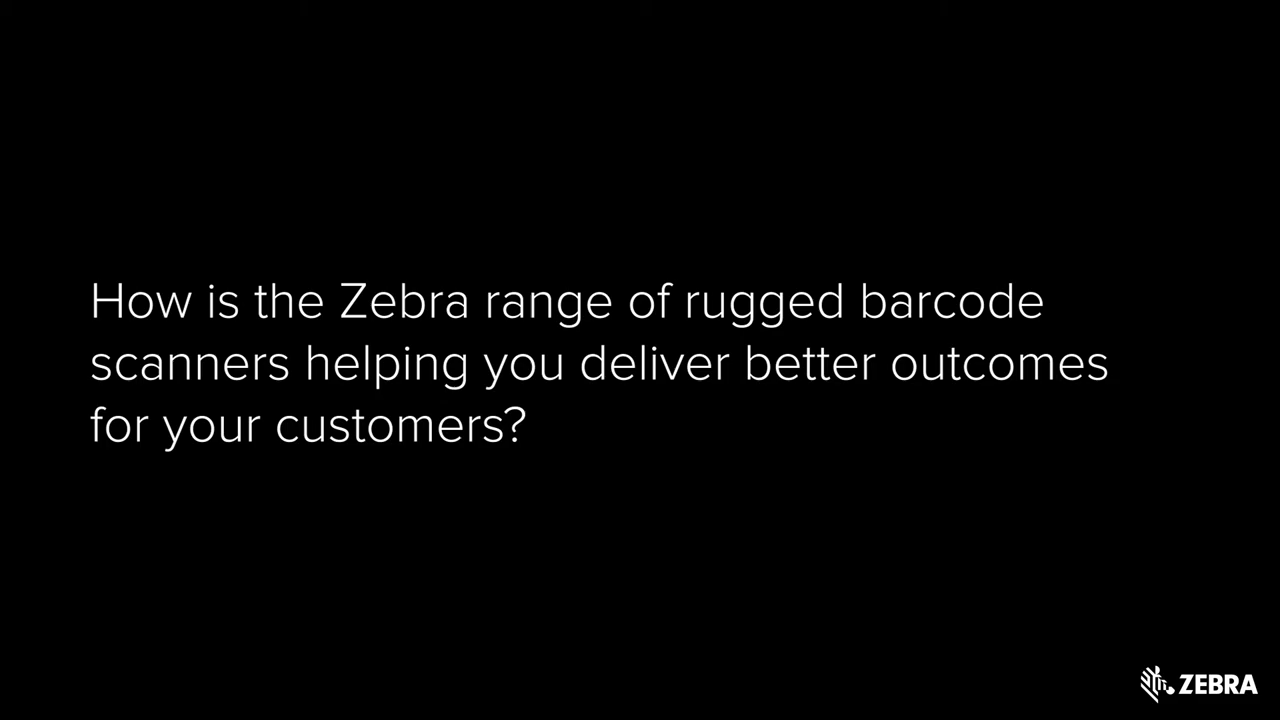 How is the Zebra range of rugged barcode
scanners helping you deliver better outcomes
for your customers?
ZEBRA